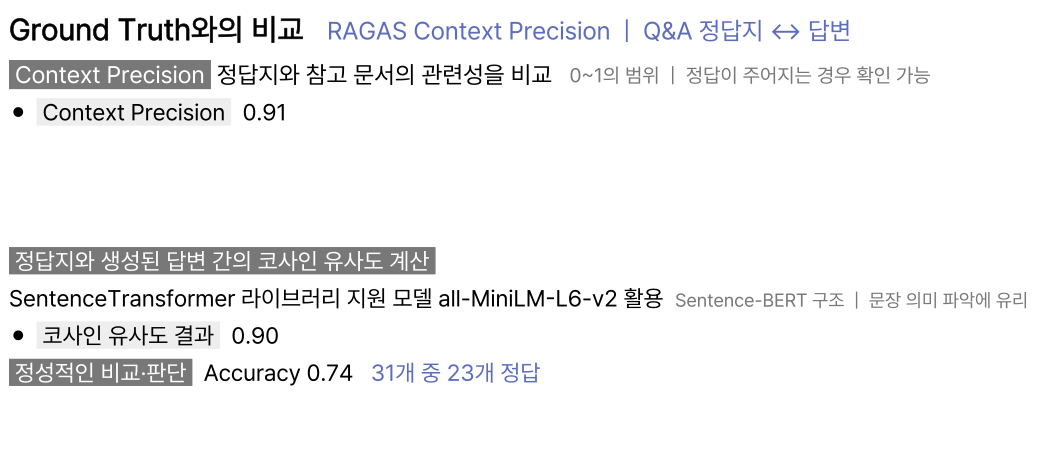 Ground Truth와의 비교 RAGAS Context Precision | Q&A 정답지 ↔ 답변
Context Precision 정답지와 참고 문서의 관련성을 비교 0~1의 범위 | 정답이 주어지는 경우 확인 가능
• Context Precision 0.91
정답지와 생성된 답변 간의 코사인 유사도 계산
SentenceTransformer 라이브러리 지원 모델 all-MiniLM-L6-v2 활용 Sentence-BERT 구조 | 문장 의미 파악에 유리
• 코사인 유사도 결과 0.90
정성적인 비교·판단 Accuracy 0.74 31개 중 23개 정답